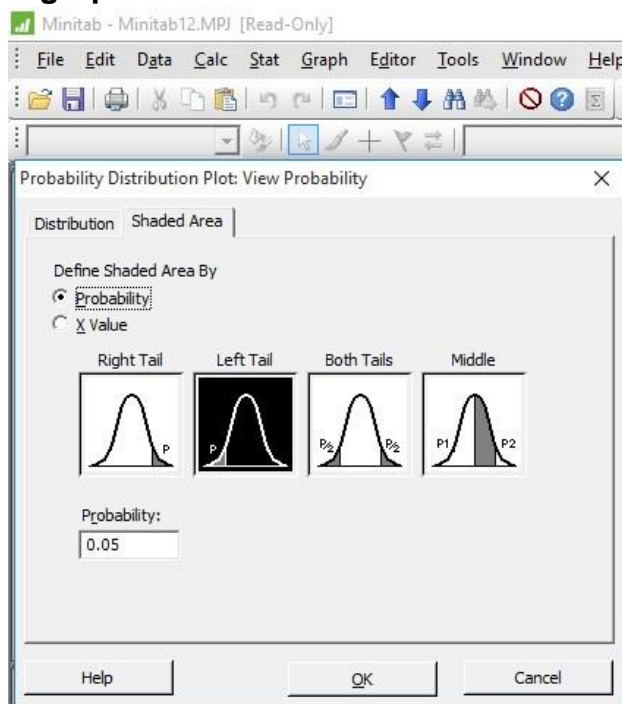 Minitab - Minitab12.MPJ [Read-Only]
File Edit Data Calc Stat Graph Editor Tools Window Help
Probability Distribution Plot: View Probability
Distribution Shaded Area
Define Shaded Area By
Probability
X Value
Right Tail Left Tail Both Tails Middle
P P P/2 P/2 P1 P2
Probability:
0.05
Help OK Cancel